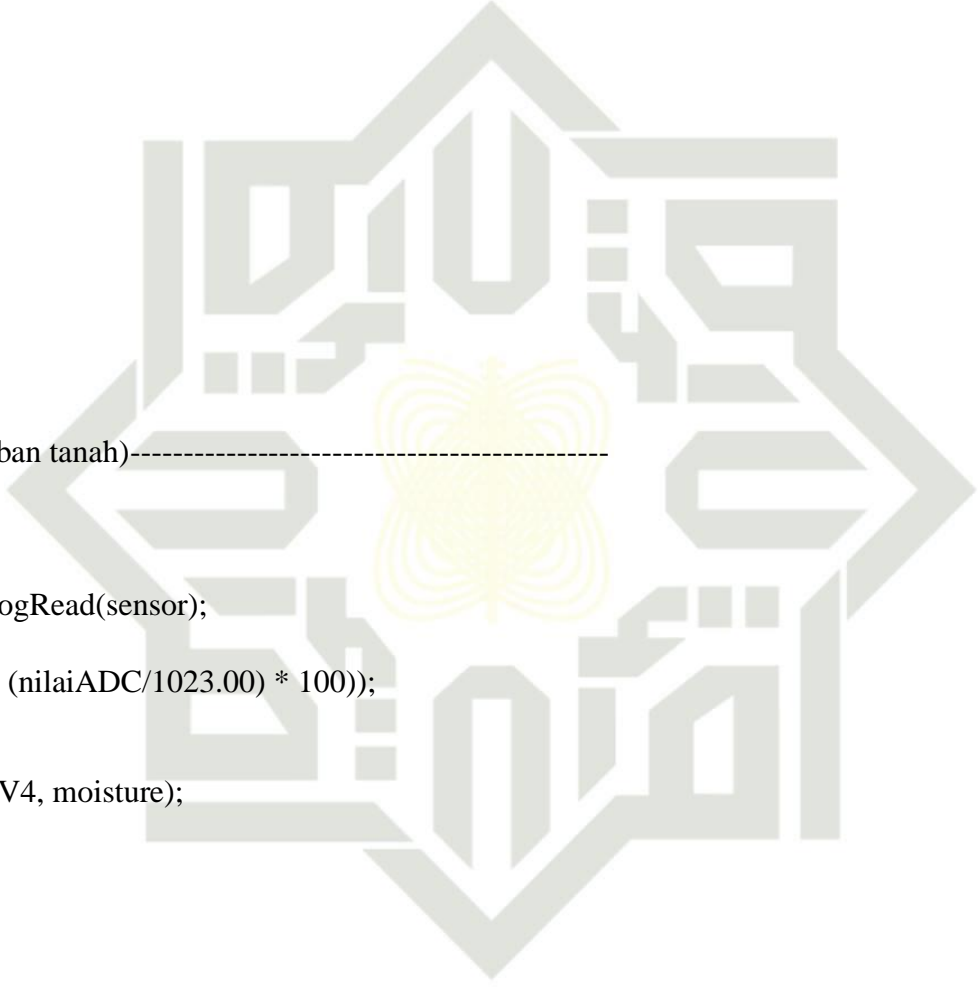 ban tanah)---------------------------------------------
ogRead(sensor);
(nilaiADC/1023.00) * 100));
V4, moisture);